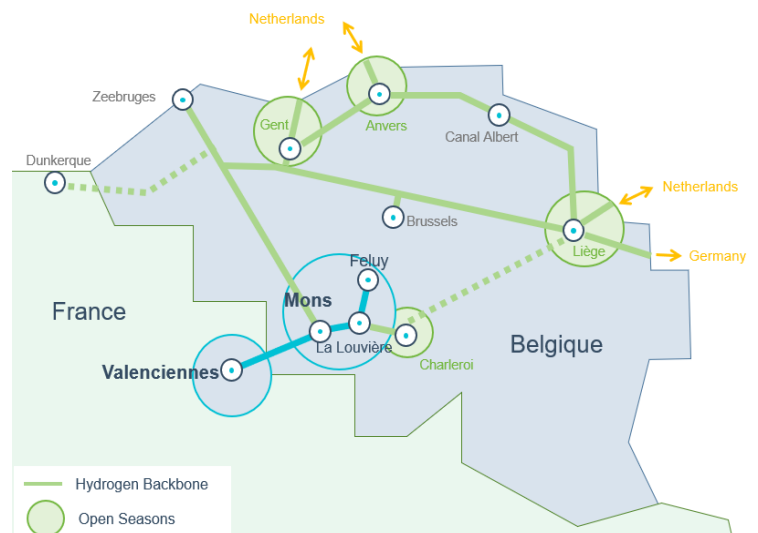 Netherlands
Zeebruges
Gent
Anvers
Canal Albert
Dunkerque
Netherlands
Brussels
Liège
Germany
Feluy
Mons
France
La Louvière
Belgique
Charleroi
Valenciennes
Hydrogen Backbone
Open Seasons